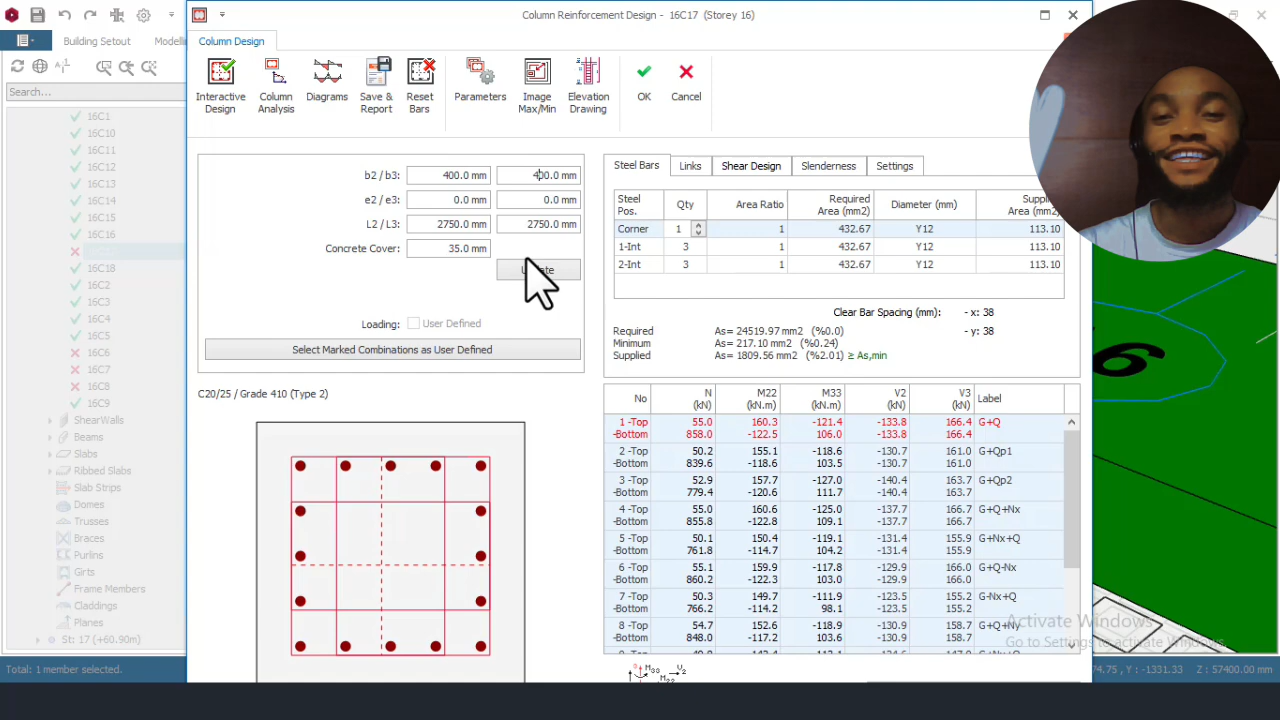 Column Reinforcement Design - 16C17 (Storey 16)
Building Setout
Column Design
Interactive Design
Column Analysis
Diagrams
Save & Report
Reset Bars
Parameters
Image Max/Min
Elevation Drawing
OK
Cancel
Search...
16C1
16C10
16C11
16C12
16C13
16C14
16C15
16C16
16C18
16C2
16C3
16C4
16C5
16C6
16C7
16C8
16C9
ShearWalls
Beams
Slabs
Ribbed Slabs
Slab Strips
Domes
Trusses
Braces
Purlins
Girts
Frame Members
Claddings
Planes
St: 17 (+60.90m)
Total: 1 member selected.
b2 / b3: 400.0 mm 400.0 mm
e2 / e3: 0.0 mm 0.0 mm
L2 / L3: 2750.0 mm 2750.0 mm
Concrete Cover: 35.0 mm
Loading: User Defined
Select Marked Combinations as User Defined
C20/25 / Grade 410 (Type 2)
Steel Bars Links Shear Design Slenderness Settings
Steel Pos. Qty Area Ratio Required Area (mm2) Diameter (mm) Area (mm2)
Corner 1 1 432.67 Y12 113.10
1-Int 3 1 432.67 Y12 113.10
2-Int 3 1 432.67 Y12 113.10
Clear Bar Spacing (mm): - x: 38
- y: 38
Required As= 24519.97 mm2 (%0.0)
Minimum As= 217.10 mm2 (%0.24)
Supplied As= 1809.56 mm2 (%2.01) ≥ As,min
No N (kN) M22 (kN.m) M33 (kN.m) V2 (kN) V3 (kN) Label
1 -Top 55.0 160.3 -121.4 -133.8 166.4 G+Q
-Bottom 858.0 -122.5 106.0 -133.8 166.4
2 -Top 50.2 155.1 -118.6 -130.7 161.0 G+Qp1
-Bottom 839.6 -118.6 103.5 -130.7 161.0
3 -Top 52.9 157.7 -127.0 -140.4 163.7 G+Qp2
-Bottom 779.4 -120.6 111.7 -140.4 163.7
4 -Top 55.0 160.6 -125.0 -137.7 166.7 G+Q+Nx
-Bottom 855.8 -122.8 109.1 -137.7 166.7
5 -Top 50.1 150.4 -119.1 -131.4 155.9 G+Nx+Q
-Bottom 761.8 -114.7 104.2 -131.4 155.9
6 -Top 55.1 159.9 -117.8 -129.9 166.0 G+Q-Nx
-Bottom 860.2 -122.3 103.0 -129.9 166.0
7 -Top 50.3 149.7 -111.9 -123.5 155.2 G-Nx+Q
-Bottom 766.2 -114.2 98.1 -123.5 155.2
8 -Top 54.7 152.6 -118.9 -130.9 158.7 G+Q+Ny
-Bottom 848.0 -117.2 103.6 -130.9 158.7
Activate Windows
Go to Settings to activate Windows.
74.75 , Y : -1331.33 Z : 57400.00 mm
6